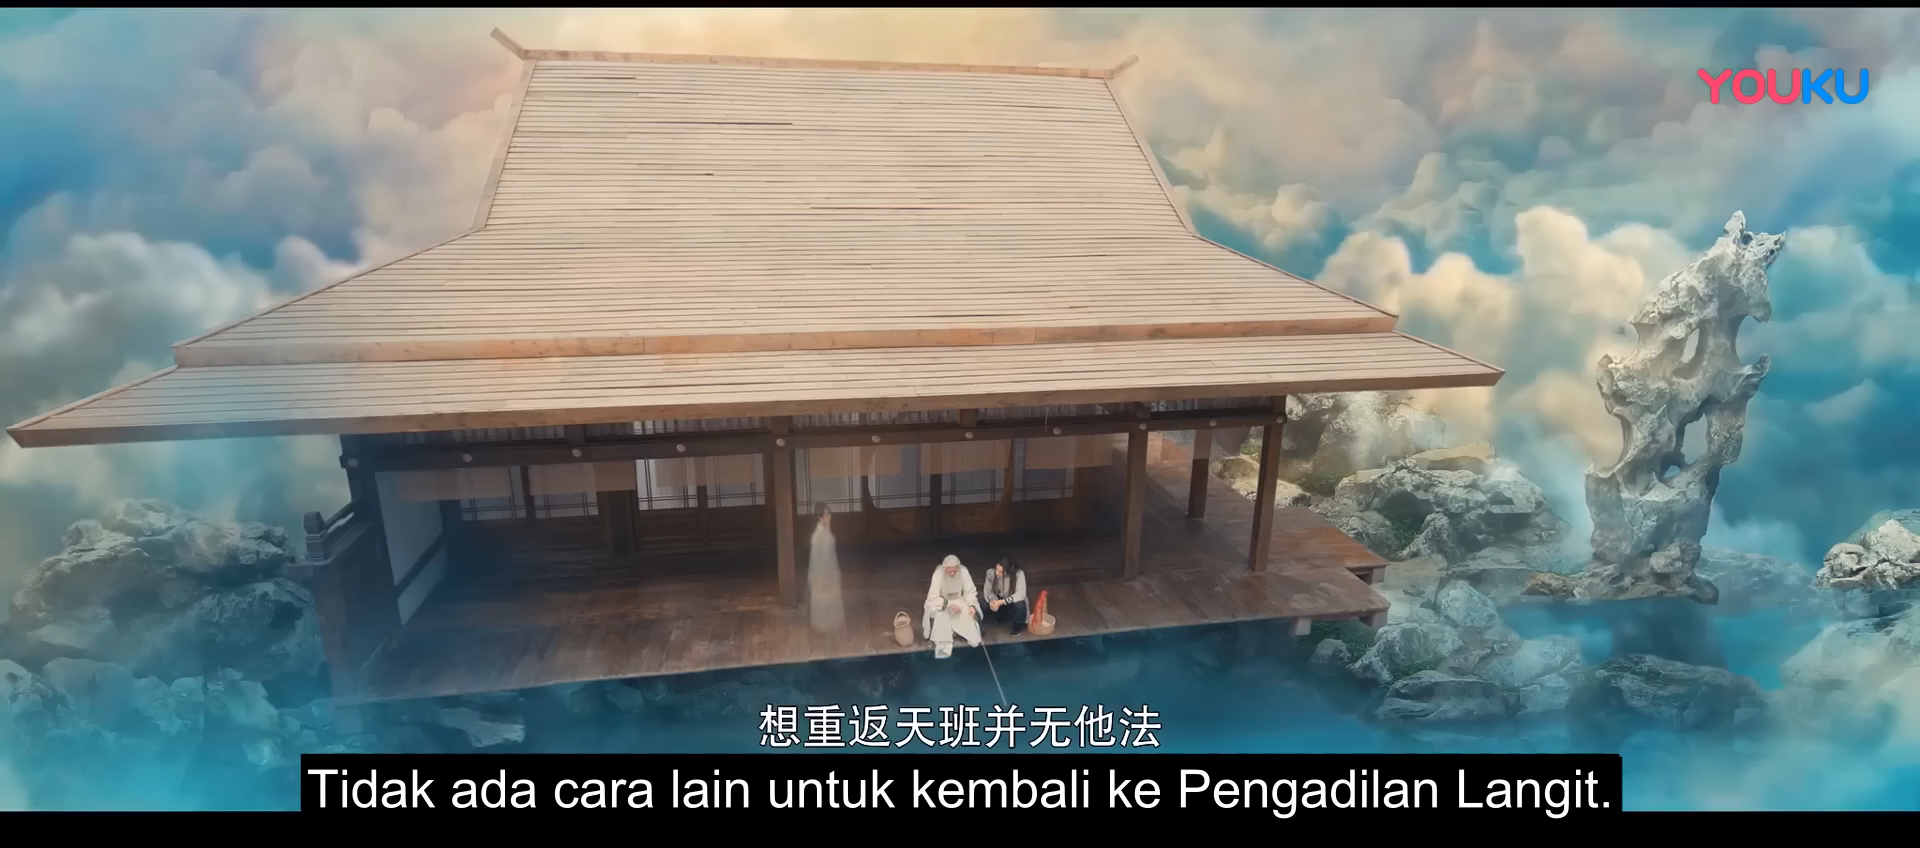 YOUKU
想重返天班并无他法
Tidak ada cara lain untuk kembali ke Pengadilan Langit.